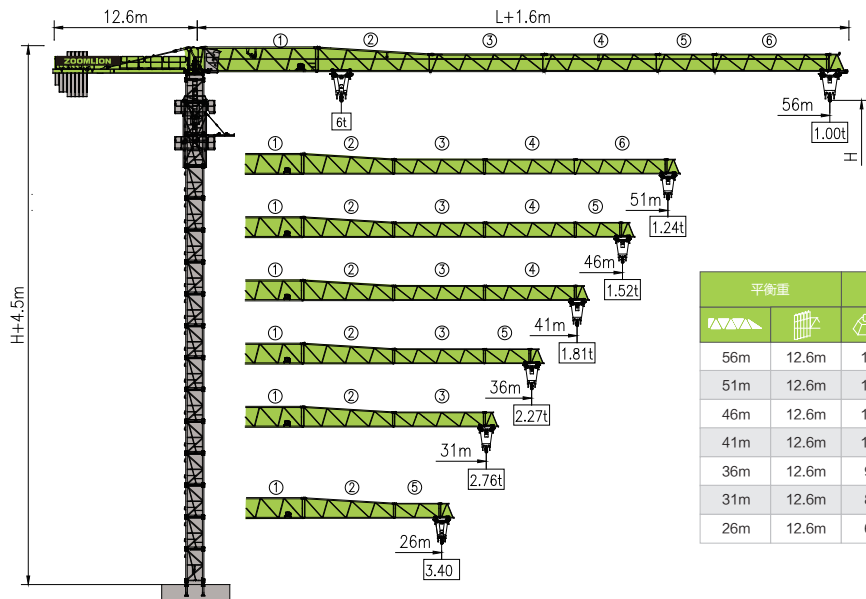 12.6m
L+1.6m
ZOOMLION
① ② ③ ④ ⑤ ⑥
6t
56m
1.00t
H
H+4.5m
① ② ③ ④ ⑥
51m
1.24t
① ② ③ ④ ⑤
46m
1.52t
① ② ③ ④
41m
1.81t
① ② ③ ⑤
36m
2.27t
① ② ③
31m
2.76t
① ② ⑤
26m
3.40
平衡重
56m 12.6m 1
51m 12.6m 1
46m 12.6m 1
41m 12.6m 1
36m 12.6m
31m 12.6m
26m 12.6m